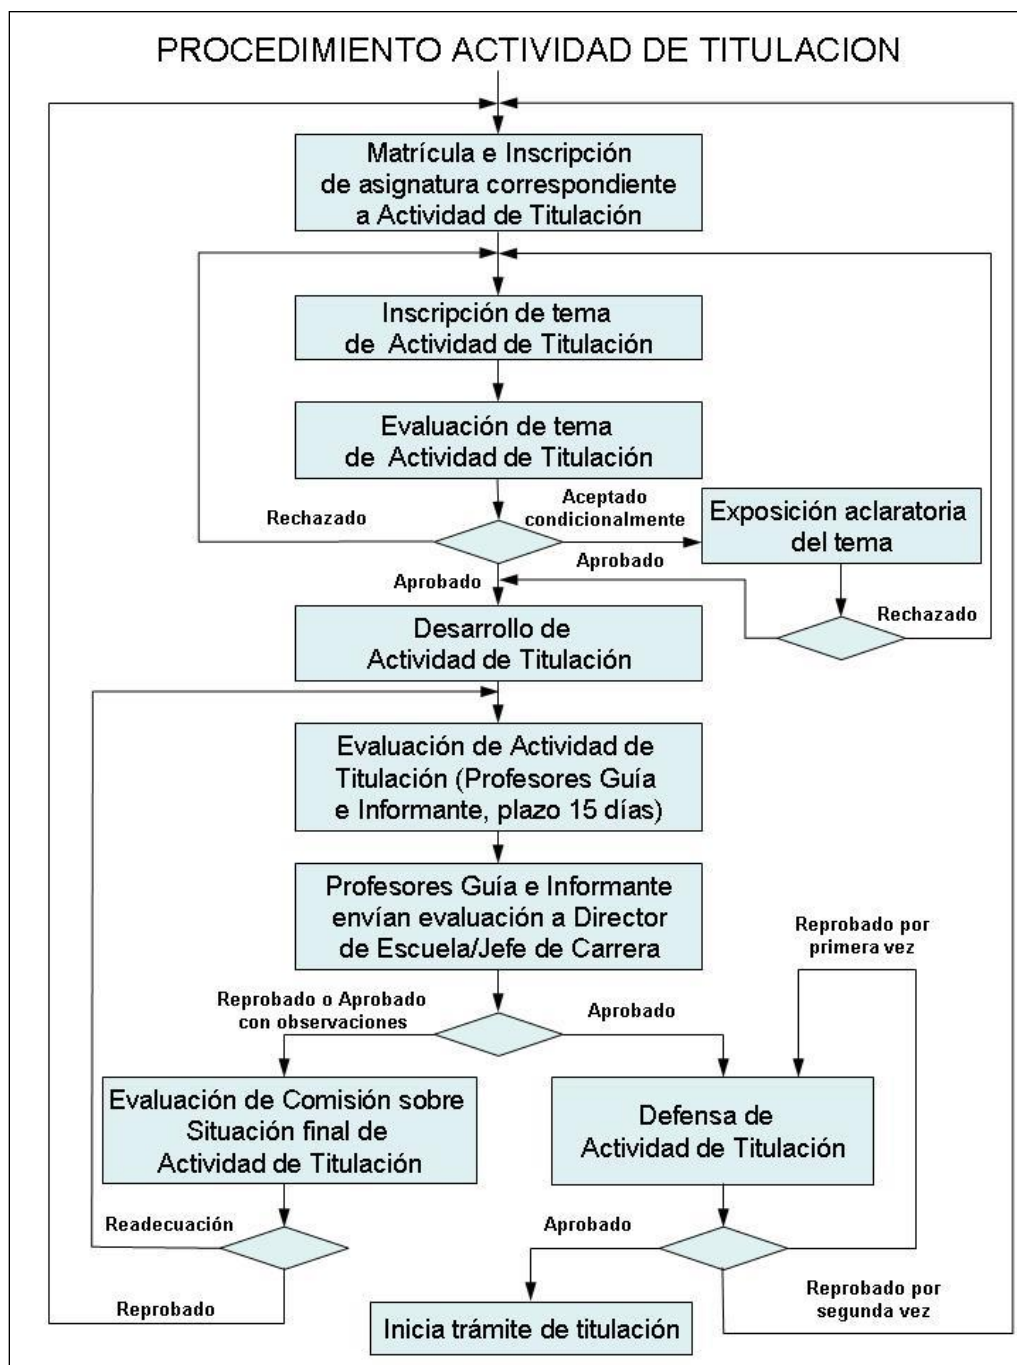 PROCEDIMIENTO ACTIVIDAD DE TITULACION
Matrícula e Inscripción
de asignatura correspondiente
a Actividad de Titulación
Inscripción de tema
de Actividad de Titulación
Evaluación de tema
de Actividad de Titulación
Rechazado
Aceptado
condicionalmente
Exposición aclaratoria
del tema
Aprobado
Aprobado
Rechazado
Desarrollo de
Actividad de Titulación
Evaluación de Actividad de
Titulación (Profesores Guía
e Informante, plazo 15 días)
Profesores Guía e Informante
envían evaluación a Director
de Escuela/Jefe de Carrera
Reprobado por
primera vez
Reprobado o Aprobado
con observaciones
Aprobado
Evaluación de Comisión sobre
Situación final de
Actividad de Titulación
Defensa de
Actividad de Titulación
Readecuación
Aprobado
Reprobado
Reprobado por
segunda vez
Inicia trámite de titulación